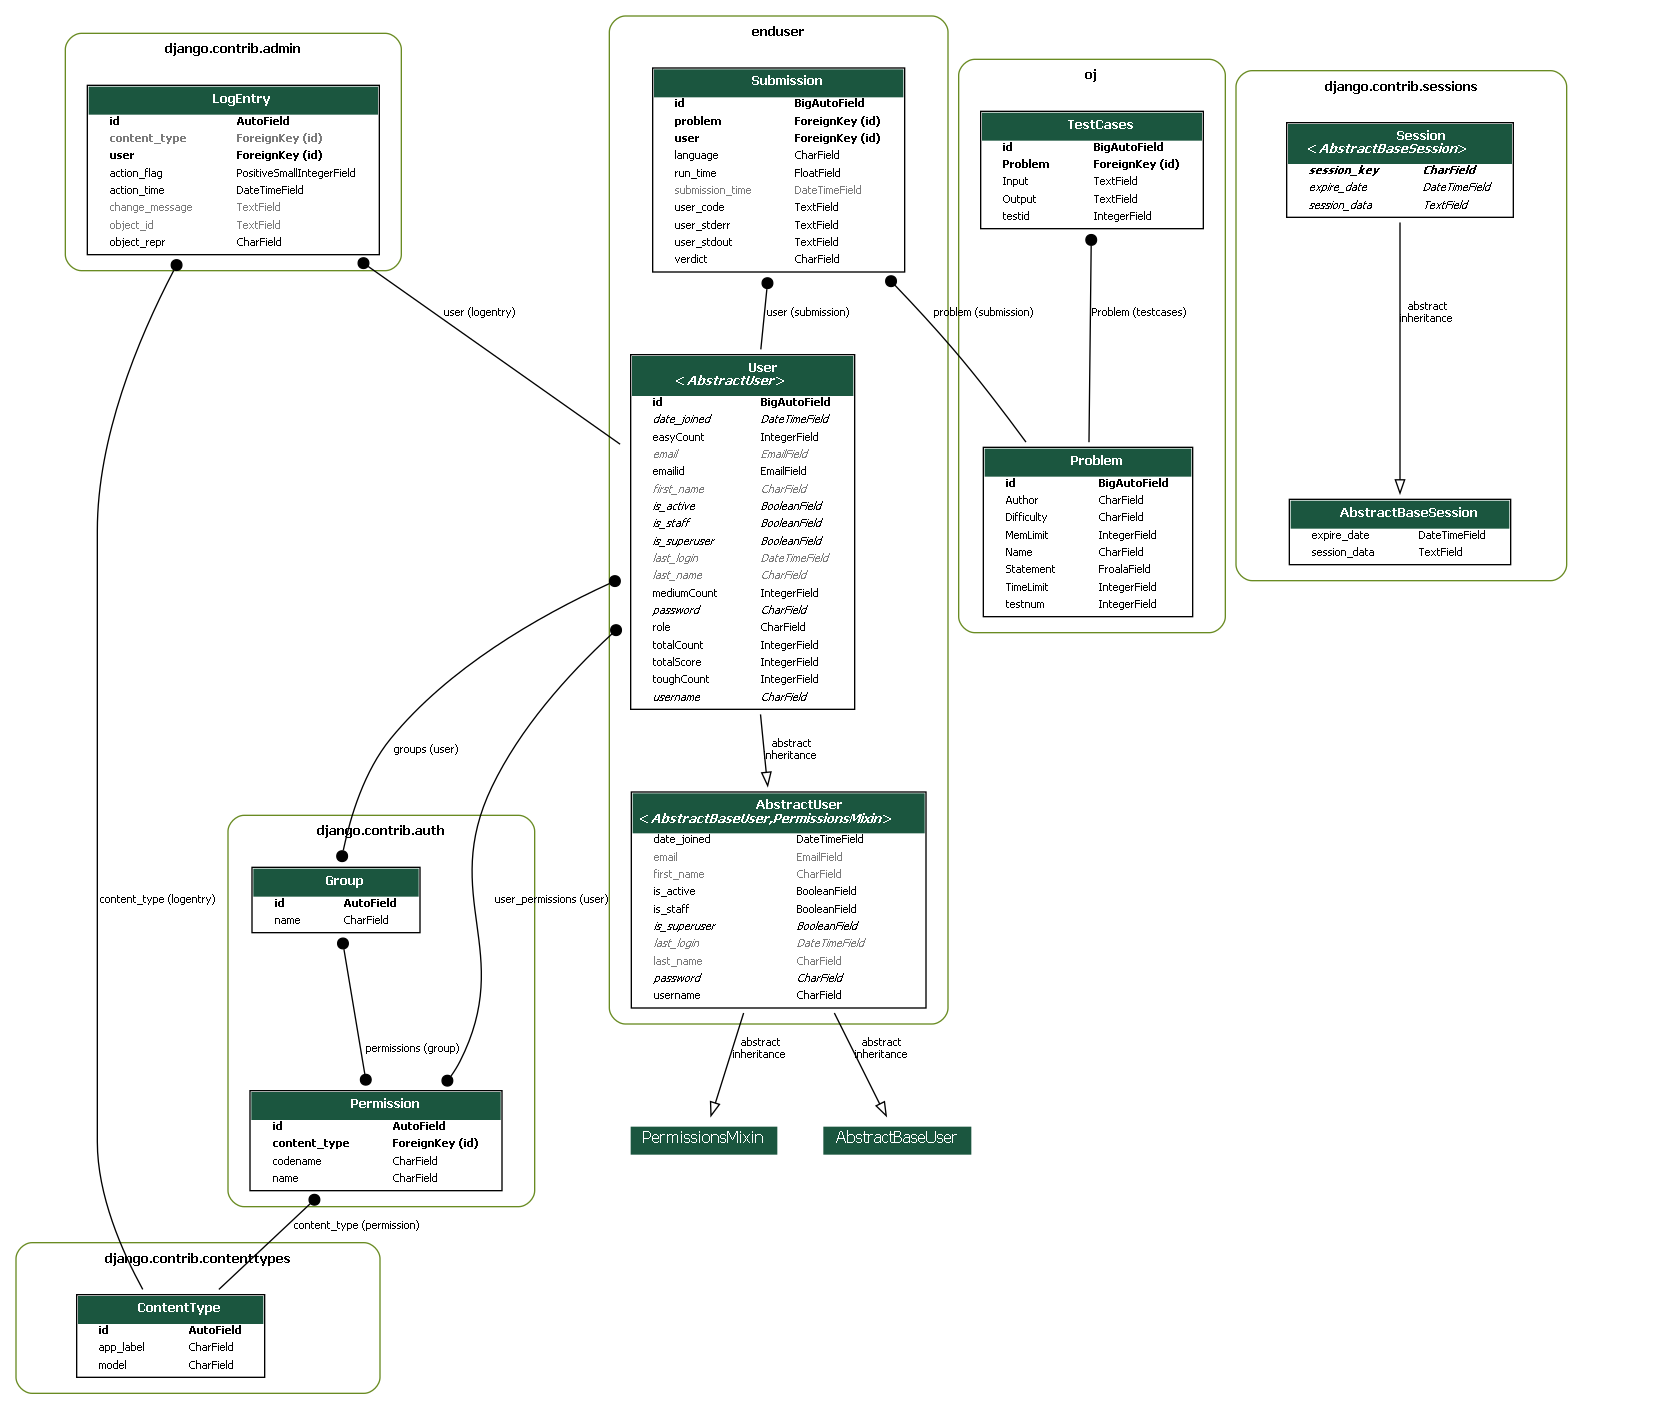 django.contrib.admin
LogEntry
id AutoField
content_type ForeignKey (id)
user ForeignKey (id)
action_flag PositiveSmallIntegerField
action_time DateTimeField
change_message TextField
object_id TextField
object_repr CharField
enduser
Submission
id BigAutoField
problem ForeignKey (id)
user ForeignKey (id)
language CharField
run_time FloatField
submission_time DateTimeField
user_code TextField
user_stderr TextField
user_stdout TextField
verdict CharField
oj
TestCases
id BigAutoField
Problem ForeignKey (id)
Input TextField
Output TextField
testid IntegerField
django.contrib.sessions
Session
<AbstractBaseSession>
session_key CharField
expire_date DateTimeField
session_data TextField
user (logentry)
user (submission)
problem (submission)
Problem (testcases)
abstract
inheritance
User
<AbstractUser>
id BigAutoField
date_joined DateTimeField
easyCount IntegerField
email EmailField
emailid EmailField
first_name CharField
is_active BooleanField
is_staff BooleanField
is_superuser BooleanField
last_login DateTimeField
last_name CharField
mediumCount IntegerField
password CharField
role CharField
totalCount IntegerField
totalScore IntegerField
toughCount IntegerField
username CharField
Problem
id BigAutoField
Author CharField
Difficulty CharField
MemLimit IntegerField
Name CharField
Statement FroalaField
TimeLimit IntegerField
testnum IntegerField
AbstractBaseSession
expire_date DateTimeField
session_data TextField
groups (user)
abstract
inheritance
AbstractUser
<AbstractBaseUser,PermissionsMixin>
date_joined DateTimeField
email EmailField
first_name CharField
is_active BooleanField
is_staff BooleanField
is_superuser BooleanField
last_login DateTimeField
last_name CharField
password CharField
username CharField
django.contrib.auth
Group
id AutoField
name CharField
content_type (logentry)
user_permissions (user)
permissions (group)
abstract
inheritance
abstract
inheritance
Permission
id AutoField
content_type ForeignKey (id)
codename CharField
name CharField
PermissionsMixin
AbstractBaseUser
content_type (permission)
django.contrib.contenttypes
ContentType
id AutoField
app_label CharField
model CharField